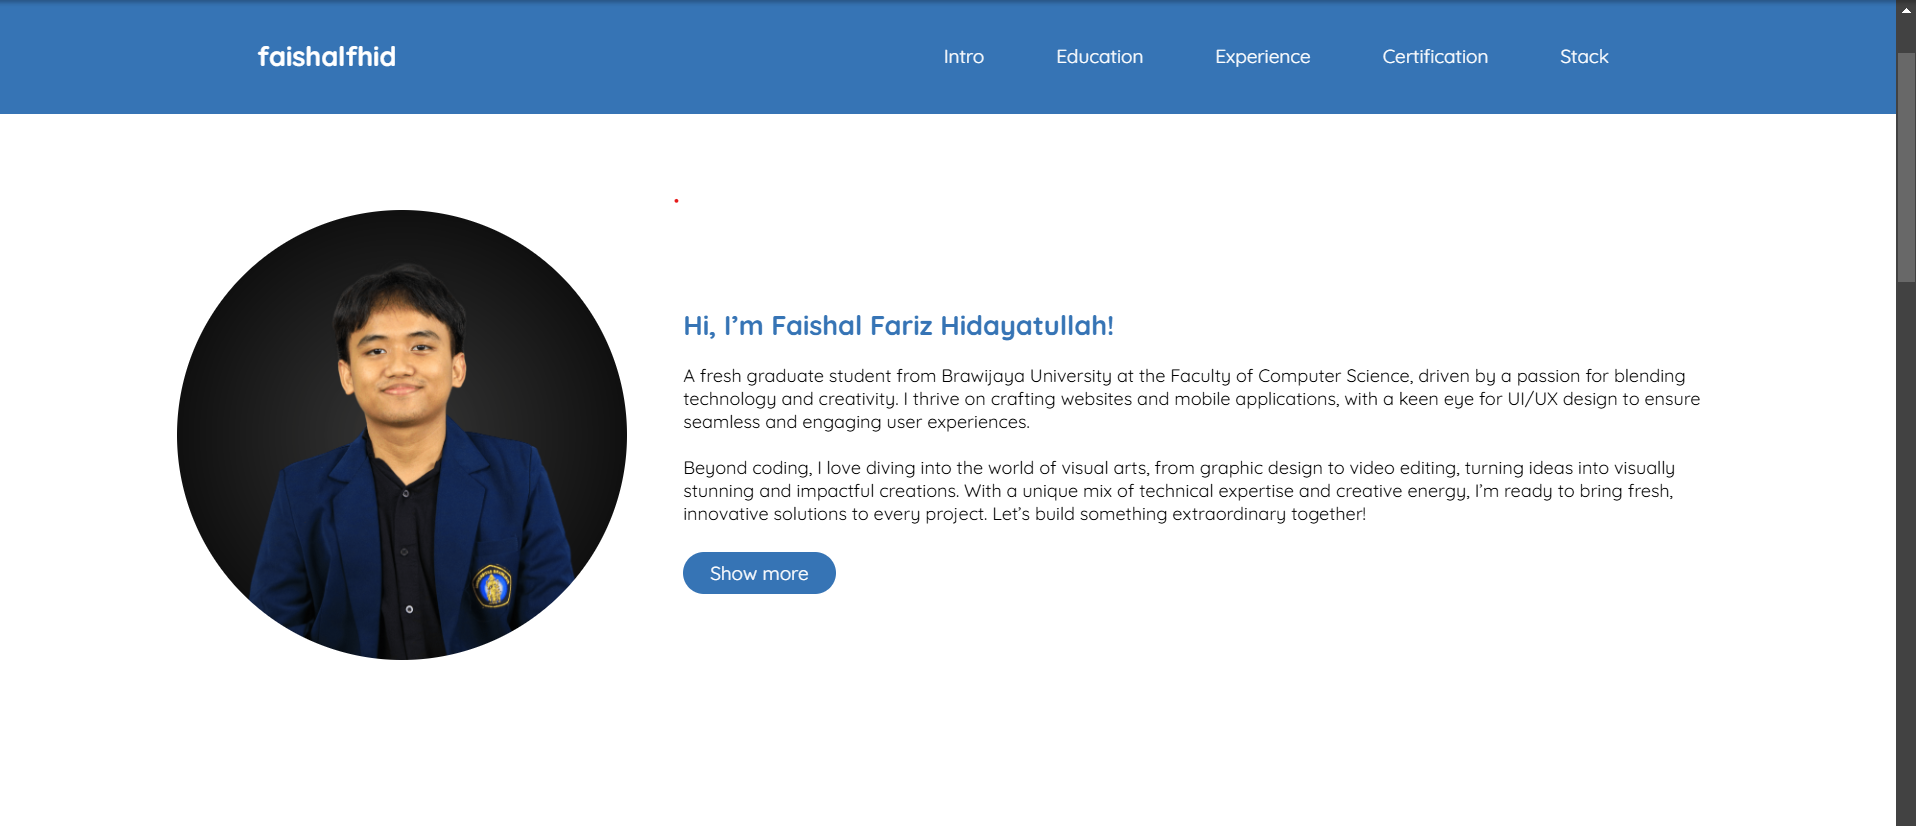 faishalfhid
Intro
Education
Experience
Certification
Stack
Hi, I’m Faishal Fariz Hidayatullah!
A fresh graduate student from Brawijaya University at the Faculty of Computer Science, driven by a passion for blending
technology and creativity. I thrive on crafting websites and mobile applications, with a keen eye for UI/UX design to ensure
seamless and engaging user experiences.
Beyond coding, I love diving into the world of visual arts, from graphic design to video editing, turning ideas into visually
stunning and impactful creations. With a unique mix of technical expertise and creative energy, I’m ready to bring fresh,
innovative solutions to every project. Let’s build something extraordinary together!
Show more